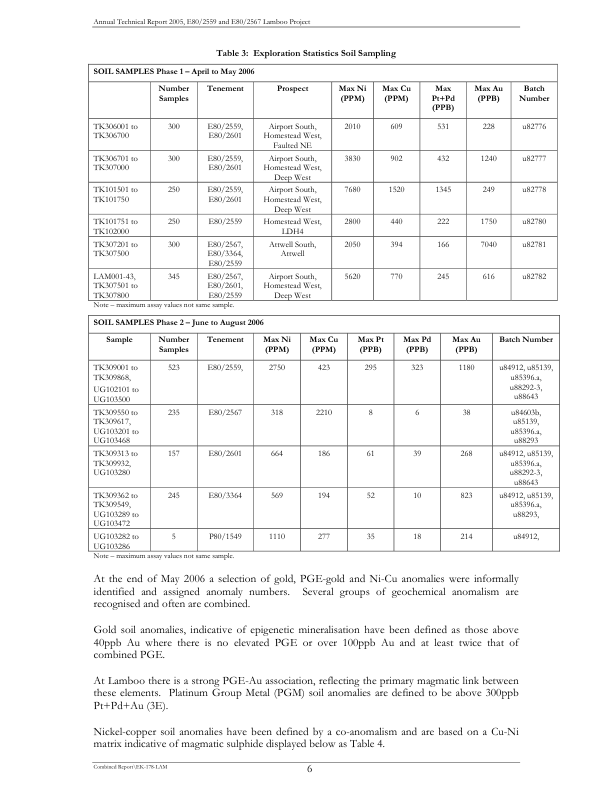 Annual Technical Report 2005, E80/2559 and E80/2567 Lamboo Project
Table 3: Exploration Statistics Soil Sampling
SOIL SAMPLES Phase 1 – April to May 2006
Number Samples Tenement Prospect Max Ni (PPM) Max Cu (PPM) Max Pt+Pd (PPB) Max Au (PPB) Batch Number
TK306001 to TK306700 300 E80/2559, E80/2601 Airport South, Homestead West, Faulted NE 2010 609 531 228 u82776
TK306701 to TK307000 300 E80/2559, E80/2601 Airport South, Homestead West, Deep West 3830 902 432 1240 u82777
TK101501 to TK101750 250 E80/2559, E80/2601 Airport South, Homestead West, Deep West 7680 1520 1345 249 u82778
TK101751 to TK102000 250 E80/2559 Homestead West, LDH4 2800 440 222 1750 u82780
TK307201 to TK307500 300 E80/2567, E80/3364, E80/2559 Attwell South, Attwell 2050 394 166 7040 u82781
LAM001-43, TK307501 to TK307800 345 E80/2567, E80/2601, E80/2559 Airport South, Homestead West, Deep West 5620 770 245 616 u82782
Note – maximum assay values not same sample.
SOIL SAMPLES Phase 2 – June to August 2006
Sample Number Samples Tenement Max Ni (PPM) Max Cu (PPM) Max Pt (PPB) Max Pd (PPB) Max Au (PPB) Batch Number
TK309001 to TK309868, UG102101 to UG103500 523 E80/2559, 2750 423 295 323 1180 u84912, u85139, u85396.a, u88292-3, u88643
TK309550 to TK309617, UG103201 to UG103468 235 E80/2567 318 2210 8 6 38 u84603b, u85139, u85396.a, u88293
TK309313 to TK309932, UG103280 157 E80/2601 664 186 61 39 268 u84912, u85139, u85396.a, u88292-3, u88643
TK309362 to TK309549, UG103289 to UG103472 245 E80/3364 569 194 52 10 823 u84912, u85139, u85396.a, u88293,
UG103282 to UG103286 5 P80/1549 1110 277 35 18 214 u84912,
Note – maximum assay values not same sample.
At the end of May 2006 a selection of gold, PGE-gold and Ni-Cu anomalies were informally
identified and assigned anomaly numbers. Several groups of geochemical anomalism are
recognised and often are combined.
Gold soil anomalies, indicative of epigenetic mineralisation have been defined as those above
40ppb Au where there is no elevated PGE or over 100ppb Au and at least twice that of
combined PGE.
At Lamboo there is a strong PGE-Au association, reflecting the primary magmatic link between
these elements. Platinum Group Metal (PGM) soil anomalies are defined to be above 300ppb
Pt+Pd+Au (3E).
Nickel-copper soil anomalies have been defined by a co-anomalism and are based on a Cu-Ni
matrix indicative of magmatic sulphide displayed below as Table 4.
Combined Report\EK-178-LAM
6